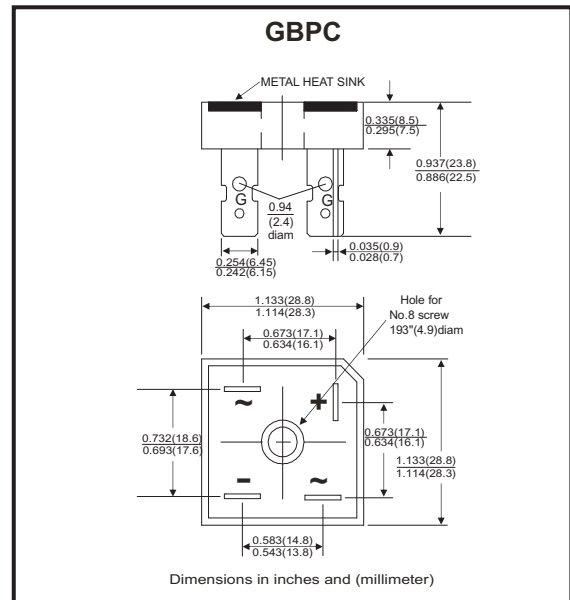 GBPC
METAL HEAT SINK
0.335(8.5)
0.295(7.5)
0.937(23.8)
0.886(22.5)
G
G
0.94
(2.4)
diam
0.035(0.9)
0.028(0.7)
0.254(6.45)
0.242(6.15)
1.133(28.8)
1.114(28.3)
Hole for
No.8 screw
193"(4.9)diam
0.673(17.1)
0.634(16.1)
~
+
0.732(18.6)
0.693(17.6)
0.673(17.1)
0.634(16.1)
1.133(28.8)
1.114(28.3)
-
~
0.583(14.8)
0.543(13.8)
Dimensions in inches and (millimeter)